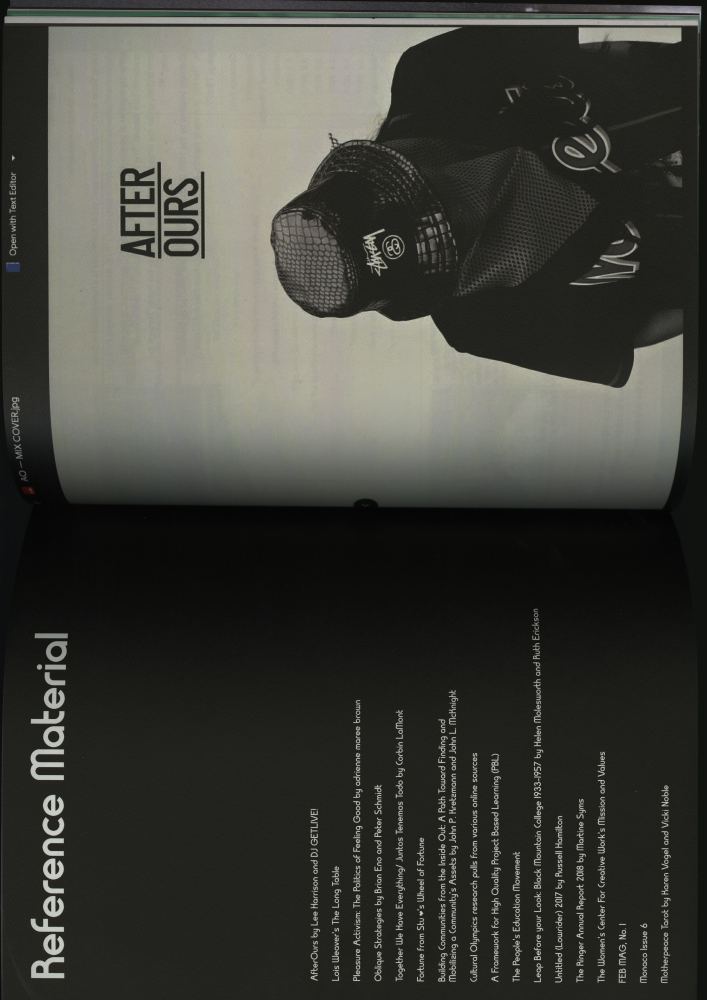 Reference Material
AfterOurs by Lee Harrison and DJ GETLIVE!
Lois Weaver's The Long Table
Pleasure Activism: The Politics of Feeling Good by adrienne maree brown
Oblique Strategies by Brian Eno and Peter Schmidt
Together We Have Everything/ Juntos Tenemos Todo by Corbin LaMont
Fortune from Stu♥'s Wheel of Fortune
Building Communities from the Inside Out: A Path Toward Finding and
Mobilizing a Community's Assets by John P. Kretzmann and John L. McKnight
Cultural Olympics research pulls from various online sources
A Framework for High Quality Project Based Learning (PBL)
The People's Education Movement
Leap Before your Look: Black Mountain College 1933-1957 by Helen Molesworth and Ruth Erickson
Untitled (Lowrider) 2017 by Russell Hamilton
The Ringer Annual Report 2018 by Martine Syms
The Women's Center For Creative Work's Mission and Values
FEB MAG, No.1
Monaco Issue 6
Motherpeace Tarot by Karen Vogel and Vicki Noble
AO — MIX COVER.jpg
Open with Text Editor
AFTER
OURS
Stüssy